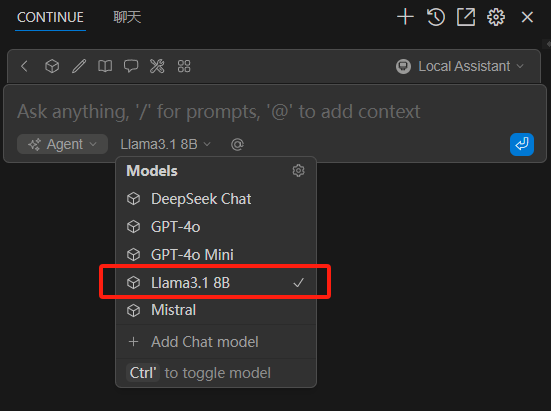 CONTINUE 聊天
Local Assistant
Ask anything, '/' for prompts, '@' to add context
Agent Llama3.1 8B @
Models
DeepSeek Chat
GPT-4o
GPT-4o Mini
Llama3.1 8B
Mistral
+ Add Chat model
Ctrl' to toggle model